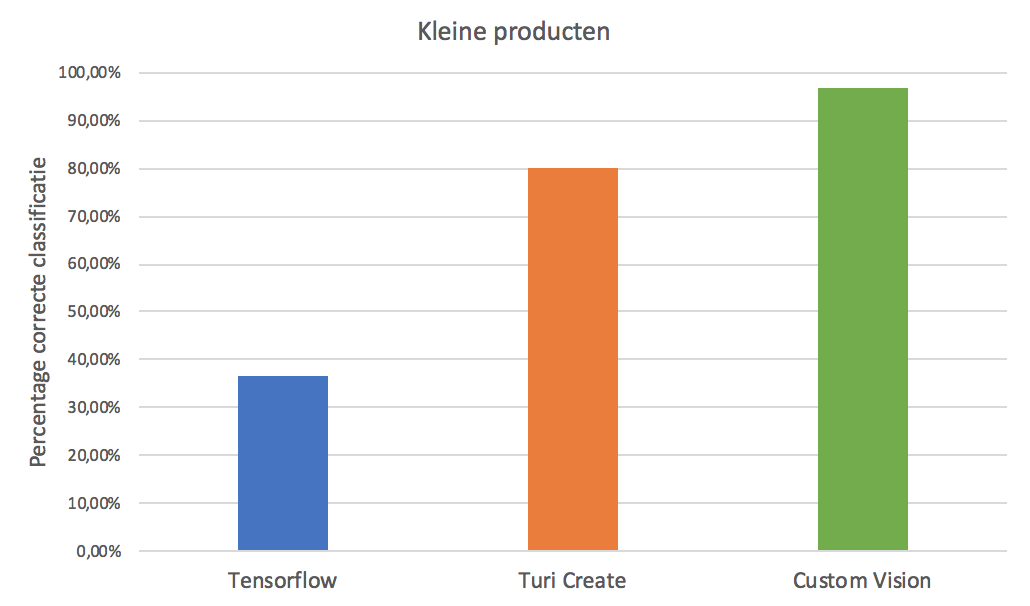 Kleine producten
Percentage correcte classificatie
100,00%
90,00%
80,00%
70,00%
60,00%
50,00%
40,00%
30,00%
20,00%
10,00%
0,00%
Tensorflow
Turi Create
Custom Vision